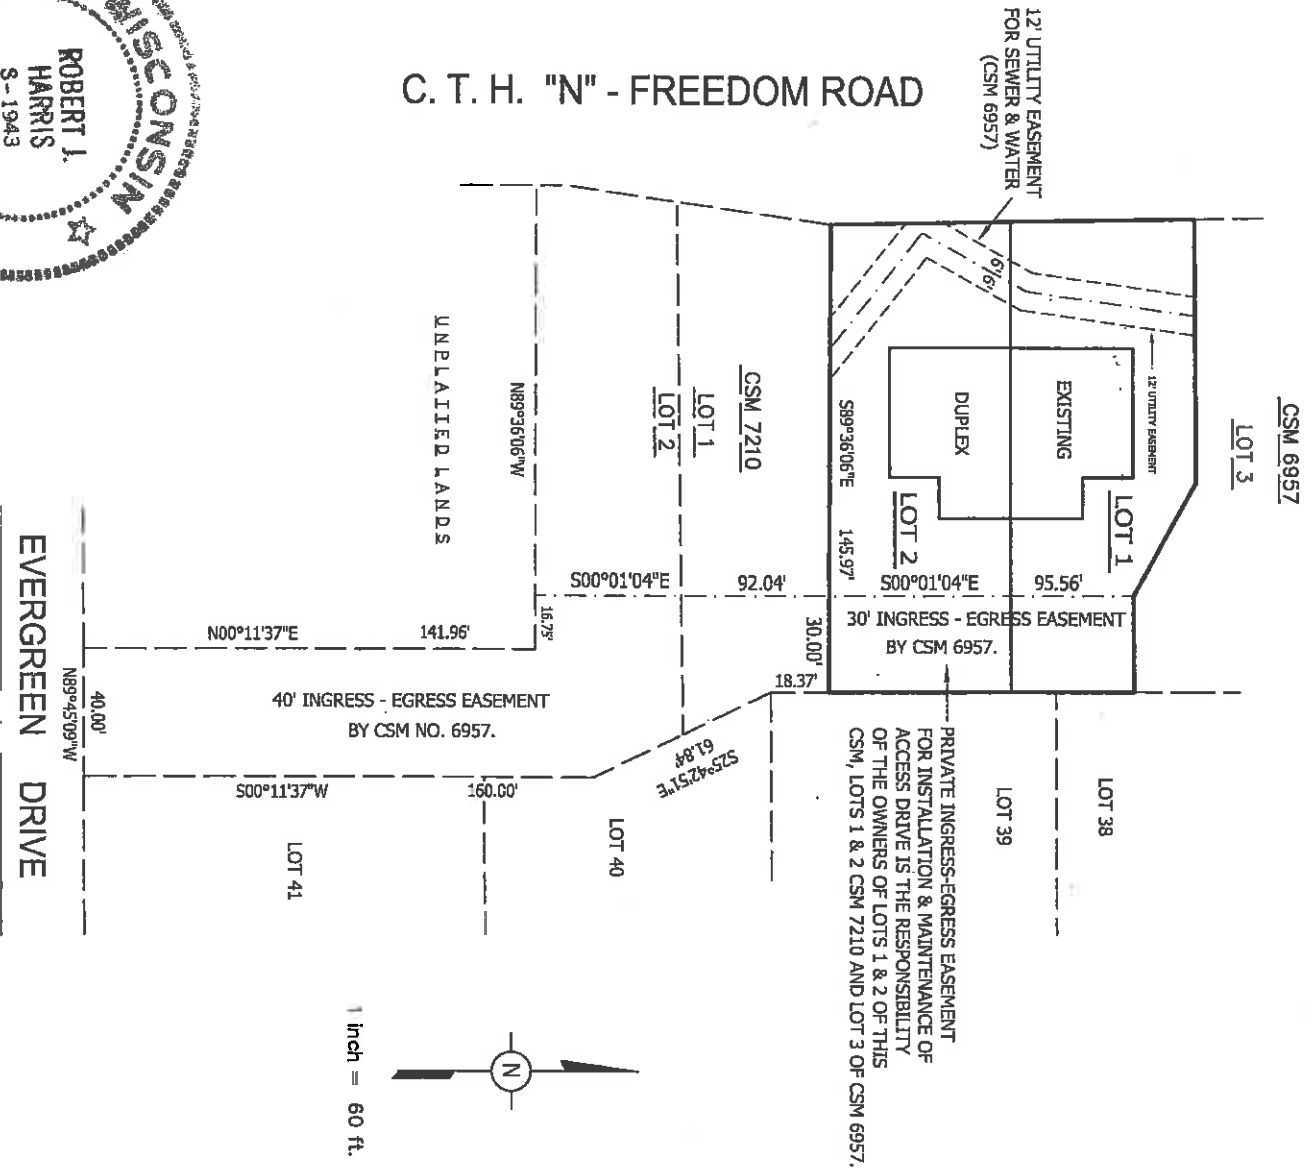 12' UTILITY EASEMENT
FOR SEWER & WATER
(CSM 6957)
C. T. H. "N" - FREEDOM ROAD
WISCONSIN
ROBERT J.
HARRIS
S-1943
6'
6'
12' UTILITY EASEMENT
EXISTING
DUPLEX
LOT 1
LOT 2
CSM 6957
LOT 3
CSM 7210
LOT 1
LOT 2
S89°36'06"E 145.97'
N89°36'06"W
UNPLATTED LANDS
S00°01'04"E 92.04'
S00°01'04"E 95.56'
30' INGRESS - EGRESS EASEMENT
BY CSM 6957.
30.00'
16.75'
18.37'
N00°11'37"E 141.96'
40' INGRESS - EGRESS EASEMENT
BY CSM NO. 6957.
40.00'
N89°45'09"W
S25°42'51"E
61.84'
S00°11'37"W 160.00'
EVERGREEN DRIVE
LOT 38
LOT 39
LOT 40
LOT 41
PRIVATE INGRESS-EGRESS EASEMENT
FOR INSTALLATION & MAINTENANCE OF
ACCESS DRIVE IS THE RESPONSIBILITY
OF THE OWNERS OF LOTS 1 & 2 OF THIS
CSM, LOTS 1 & 2 CSM 7210 AND LOT 3 OF CSM 6957.
N
1 inch = 60 ft.